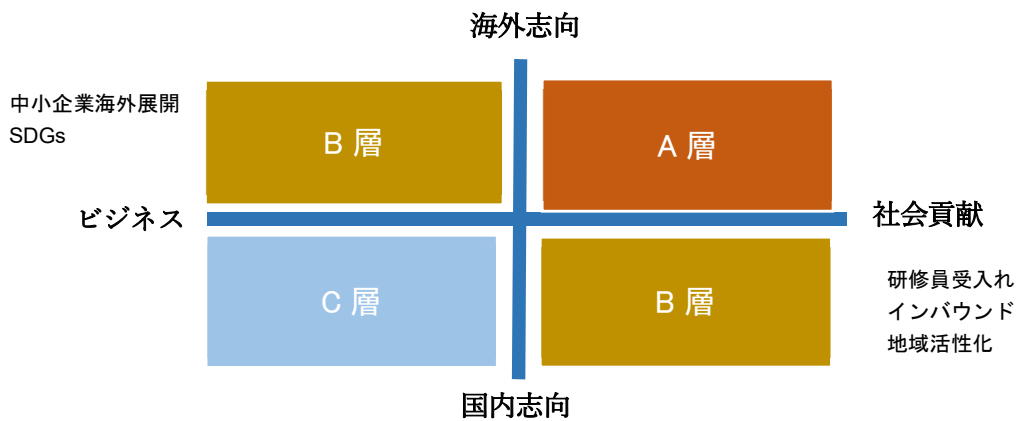 海外志向
中小企業海外展開
SDGs
B 層
A 層
ビジネス
社会貢献
C 層
B 層
研修員受入れ
インバウンド
地域活性化
国内志向